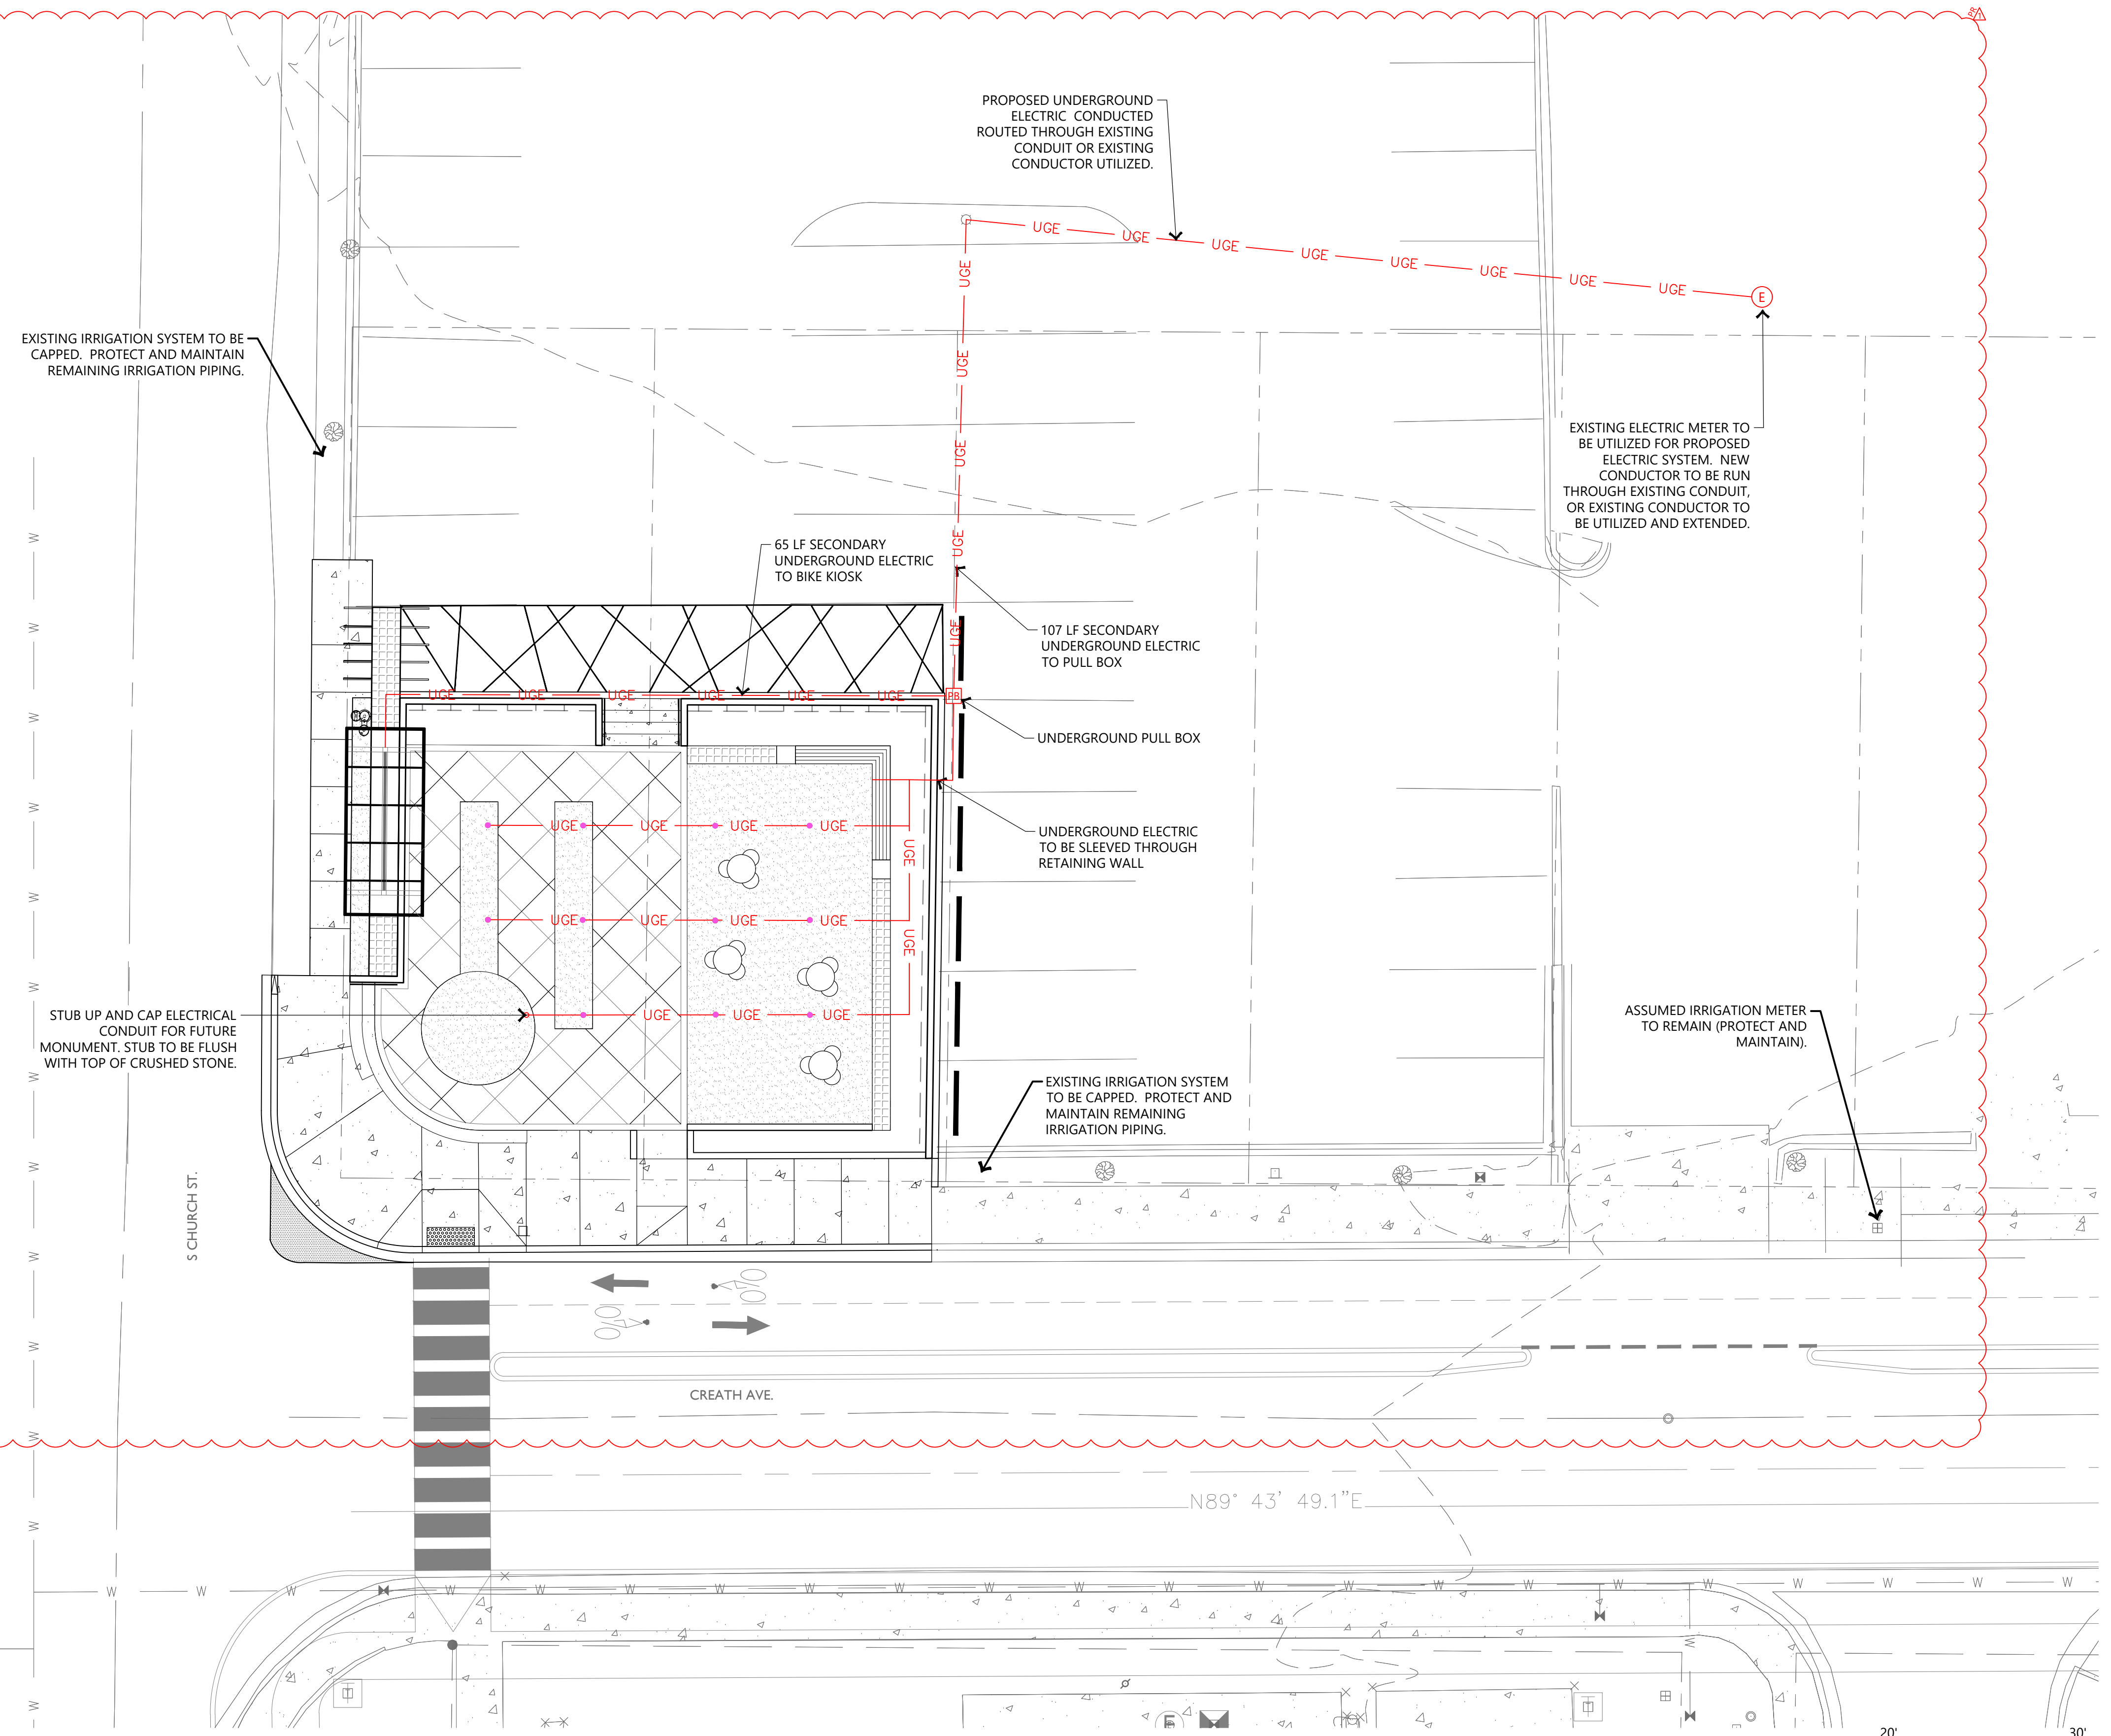 PR
1
PROPOSED UNDERGROUND
ELECTRIC CONDUCTED
ROUTED THROUGH EXISTING
CONDUIT OR EXISTING
CONDUCTOR UTILIZED.
UGE UGE UGE UGE UGE UGE UGE UGE
E
UGE
UGE
UGE
UGE
UGE
EXISTING IRRIGATION SYSTEM TO BE
CAPPED. PROTECT AND MAINTAIN
REMAINING IRRIGATION PIPING.
EXISTING ELECTRIC METER TO
BE UTILIZED FOR PROPOSED
ELECTRIC SYSTEM. NEW
CONDUCTOR TO BE RUN
THROUGH EXISTING CONDUIT,
OR EXISTING CONDUCTOR TO
BE UTILIZED AND EXTENDED.
65 LF SECONDARY
UNDERGROUND ELECTRIC
TO BIKE KIOSK
107 LF SECONDARY
UNDERGROUND ELECTRIC
TO PULL BOX
UGE UGE UGE UGE UGE UGE PB
UNDERGROUND PULL BOX
UNDERGROUND ELECTRIC
TO BE SLEEVED THROUGH
RETAINING WALL
UGE UGE UGE UGE
UGE
UGE UGE UGE UGE
UGE
UGE UGE UGE
STUB UP AND CAP ELECTRICAL
CONDUIT FOR FUTURE
MONUMENT. STUB TO BE FLUSH
WITH TOP OF CRUSHED STONE.
ASSUMED IRRIGATION METER
TO REMAIN (PROTECT AND
MAINTAIN).
EXISTING IRRIGATION SYSTEM
TO BE CAPPED. PROTECT AND
MAINTAIN REMAINING
IRRIGATION PIPING.
S CHURCH ST.
CREATH AVE.
N89° 43' 49.1"E
W
W
W
W
W
W
W
W
W
W
W
W
W
W
W W W W W W W W W W W W W W W W W W W W W W W
W
T
T
E
20'
30'